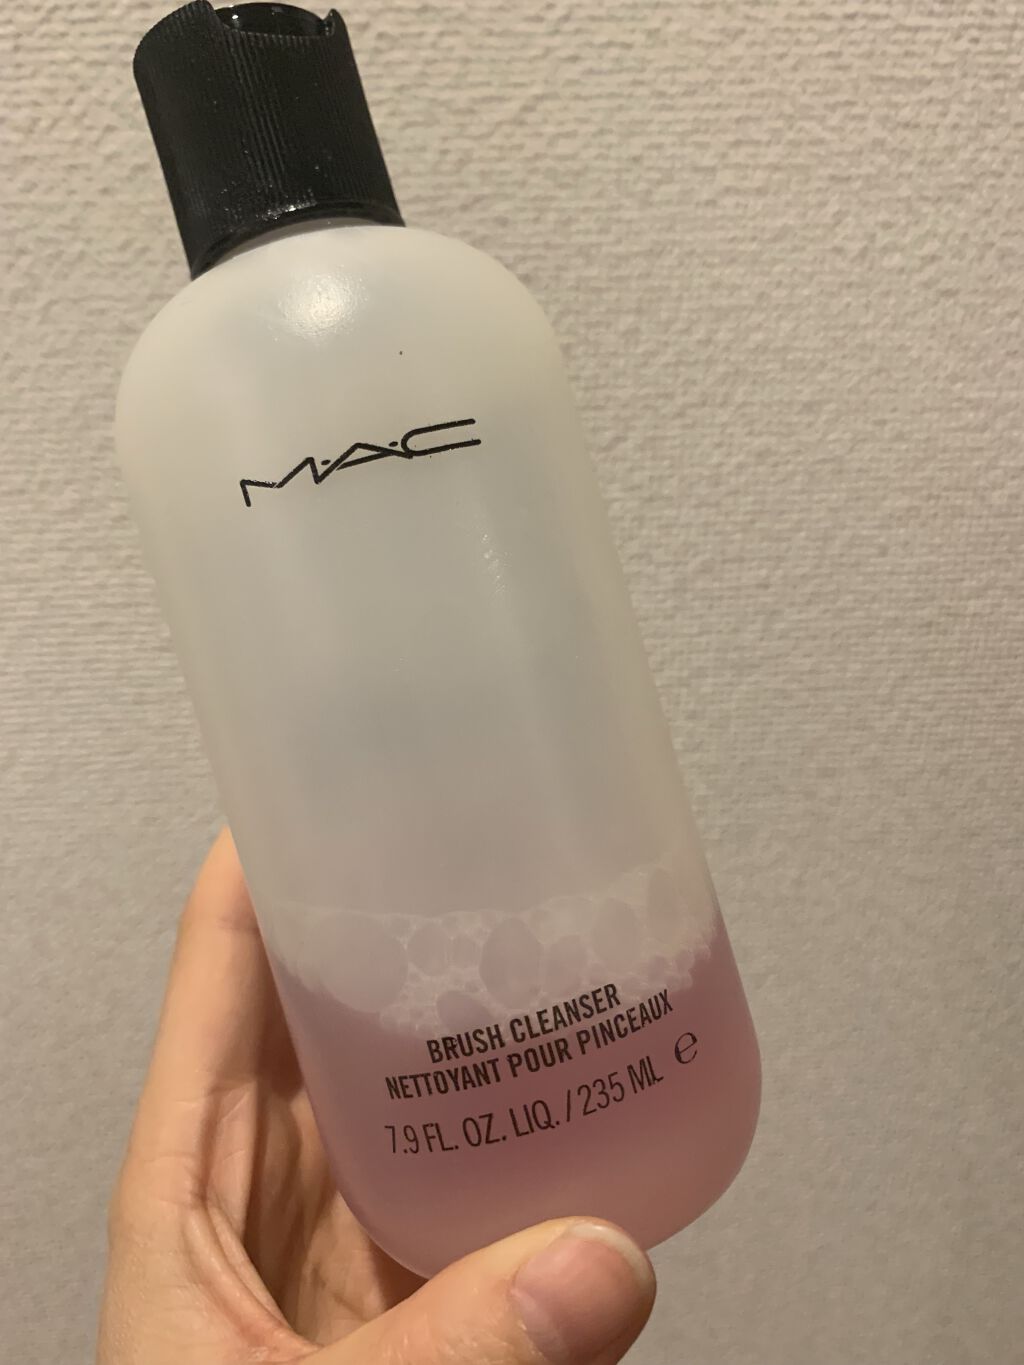 M·A·C
BRUSH CLEANSER
NETTOYANT POUR PINCEAUX
7.9 FL. OZ. LIQ. / 235 ML ℮